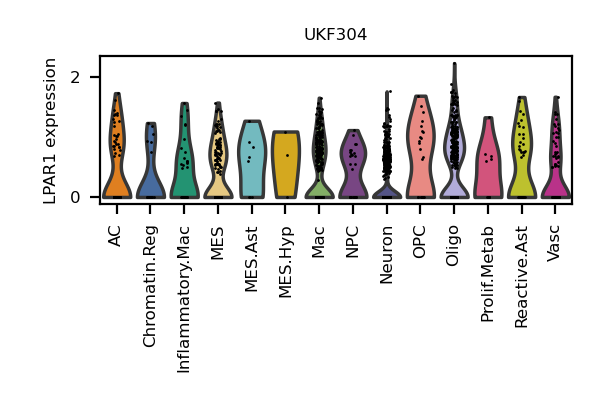 UKF304
LPAR1 expression
2
0
AC
Chromatin.Reg
Inflammatory.Mac
MES
MES.Ast
MES.Hyp
Mac
NPC
Neuron
OPC
Oligo
Prolif.Metab
Reactive.Ast
Vasc